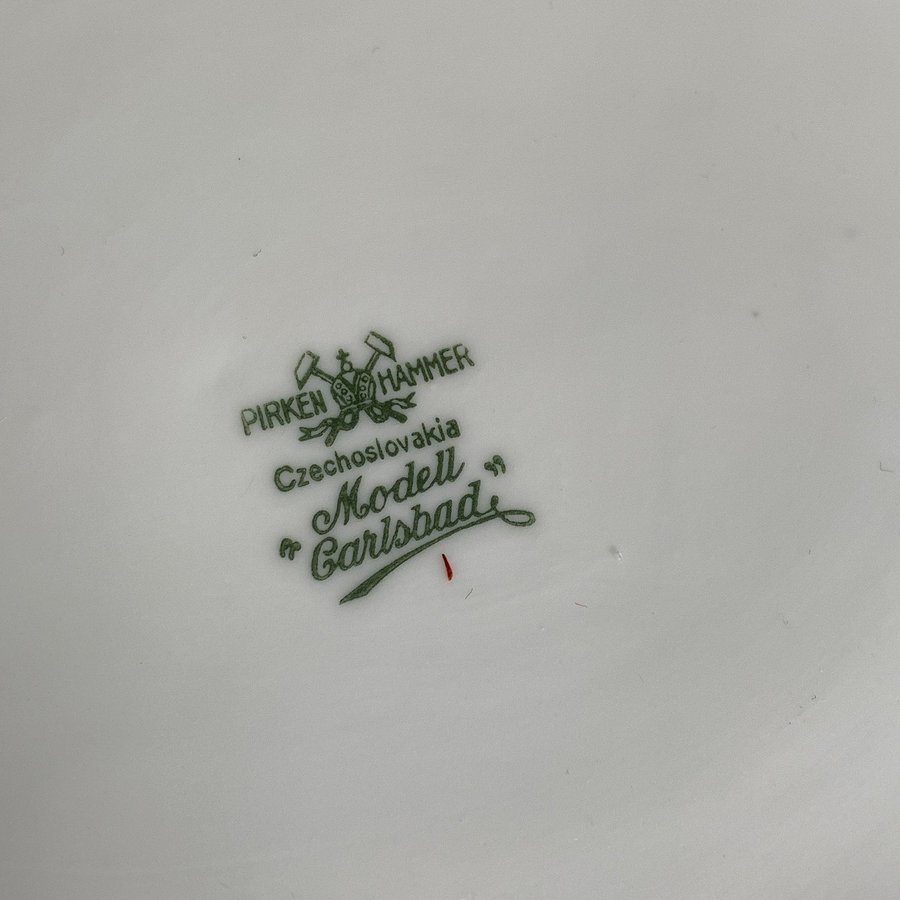 PIRKEN HAMMER
Czechoslovakia
"Modell
Carlsbad"